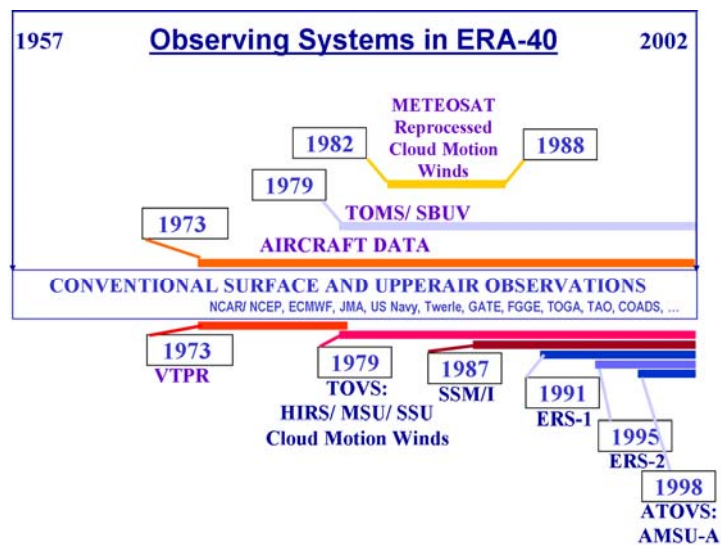 1957 Observing Systems in ERA-40 2002
METEOSAT
Reprocessed
Cloud Motion
Winds
1982
1988
1979
TOMS/ SBUV
1973
AIRCRAFT DATA
CONVENTIONAL SURFACE AND UPPERAIR OBSERVATIONS
NCAR/ NCEP, ECMWF, JMA, US Navy, Twerle, GATE, FGGE, TOGA, TAO, COADS, ...
1973
VTPR
1979
TOVS:
HIRS/ MSU/ SSU
Cloud Motion Winds
1987
SSM/I
1991
ERS-1
1995
ERS-2
1998
ATOVS:
AMSU-A